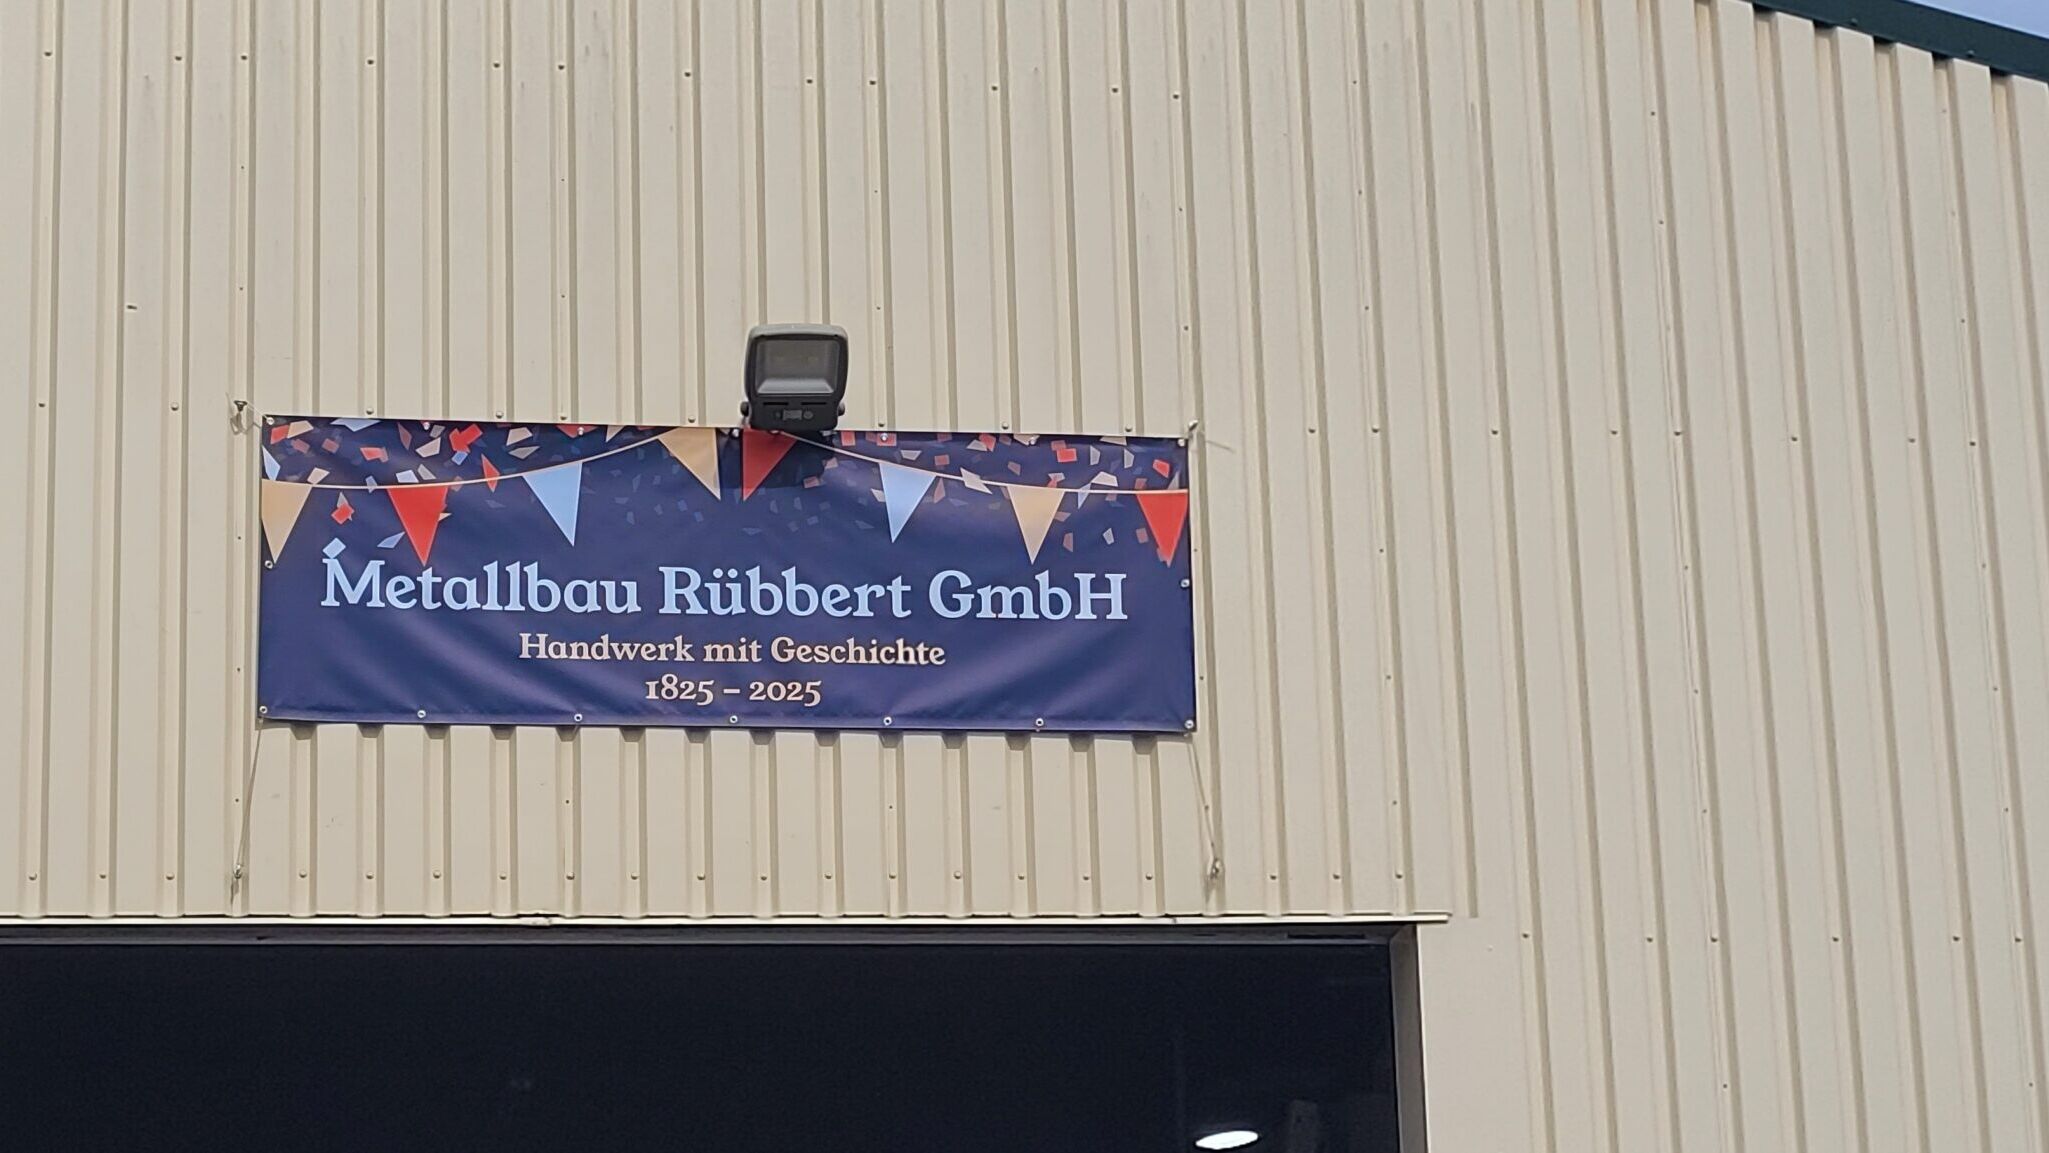 Metallbau Rübbert GmbH
Handwerk mit Geschichte
1825 – 2025